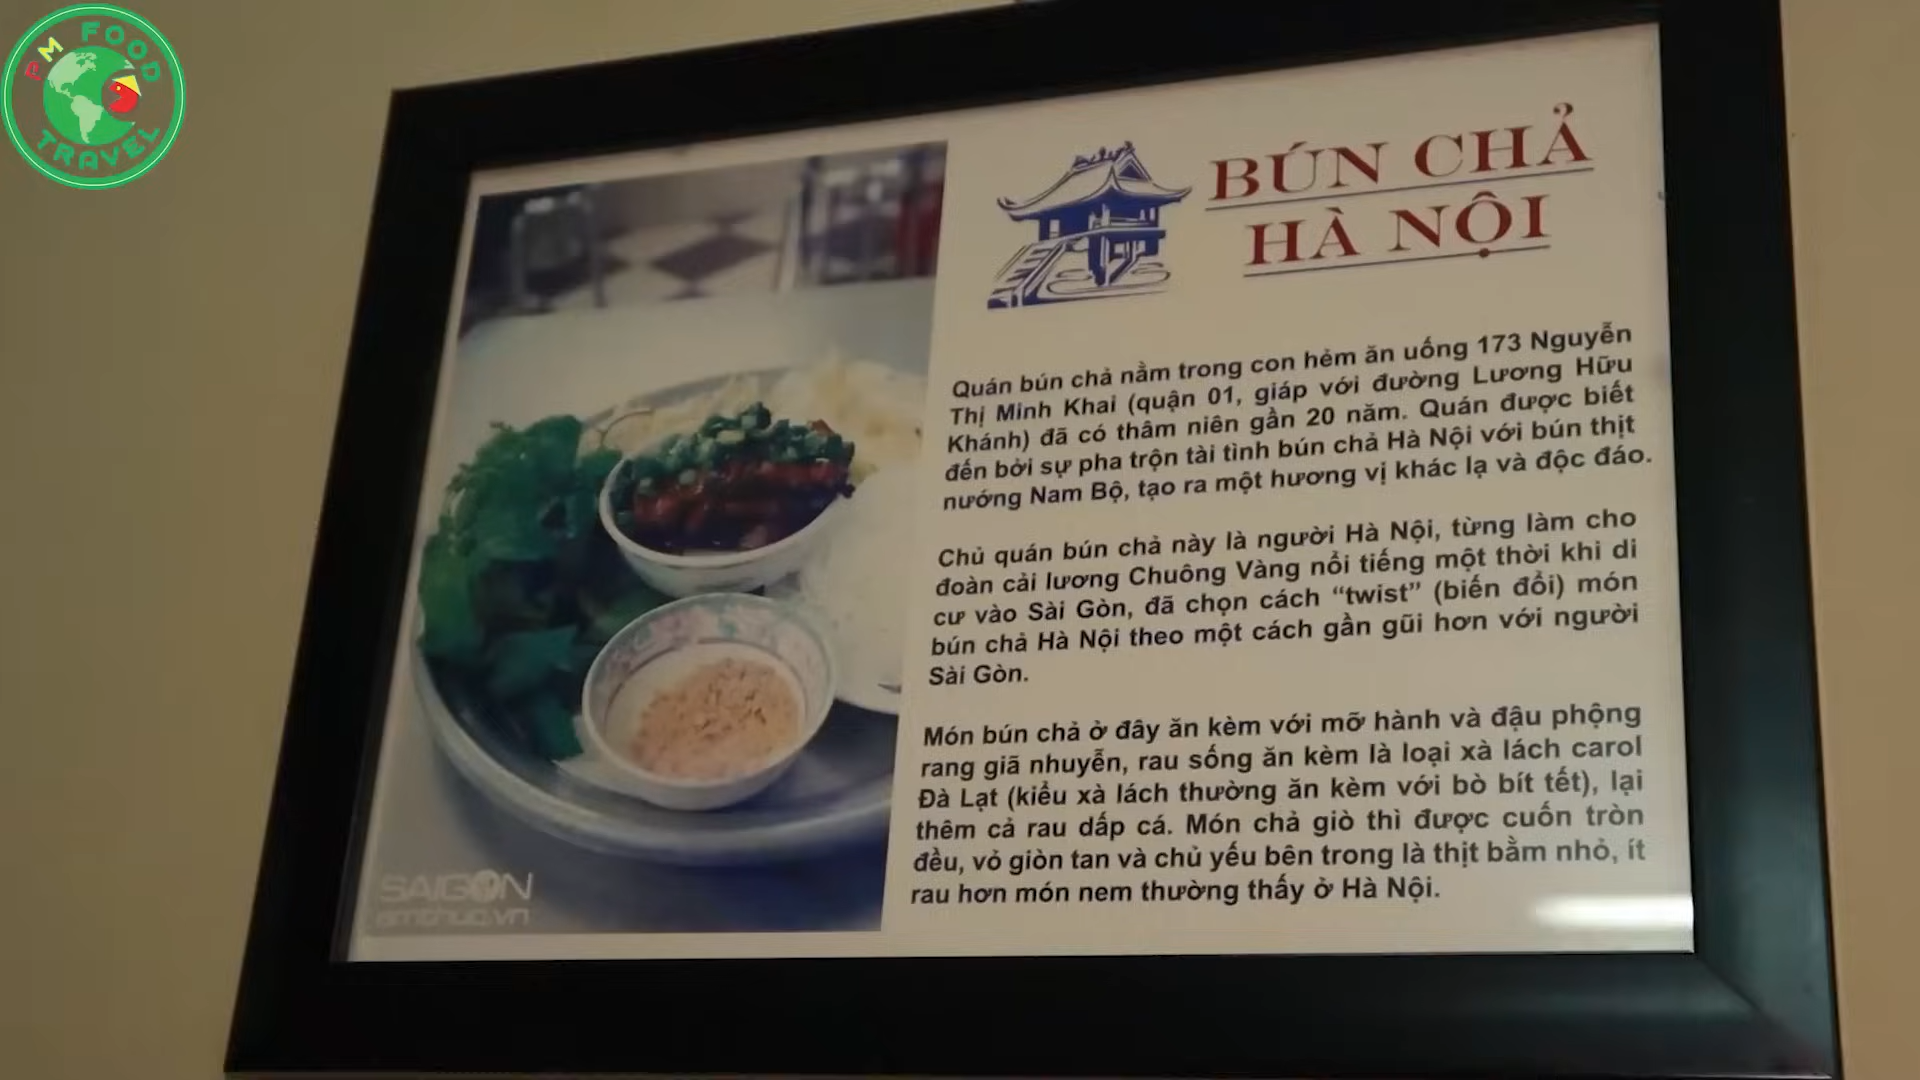 PM FOOD
TRAVEL
BÚN CHẢ
HÀ NỘI
Quán bún chả nằm trong con hẻm ăn uống 173 Nguyễn
Thị Minh Khai (quận 01, giáp với đường Lương Hữu
Khánh) đã có thâm niên gần 20 năm. Quán được biết
đến bởi sự pha trộn tài tình bún chả Hà Nội với bún thịt
nướng Nam Bộ, tạo ra một hương vị khác lạ và độc đáo.
Chủ quán bún chả này là người Hà Nội, từng làm cho
đoàn cải lương Chuông Vàng nổi tiếng một thời khi di
cư vào Sài Gòn, đã chọn cách “twist” (biến đổi) món
bún chả Hà Nội theo một cách gần gũi hơn với người
Sài Gòn.
Món bún chả ở đây ăn kèm với mỡ hành và đậu phộng
rang giã nhuyễn, rau sống ăn kèm là loại xà lách carol
Đà Lạt (kiểu xà lách thường ăn kèm với bò bít tết), lại
thêm cả rau dấp cá. Món chả giò thì được cuốn tròn
đều, vỏ giòn tan và chủ yếu bên trong là thịt bằm nhỏ, ít
rau hơn món nem thường thấy ở Hà Nội.
SAIGON
amthuc.vn